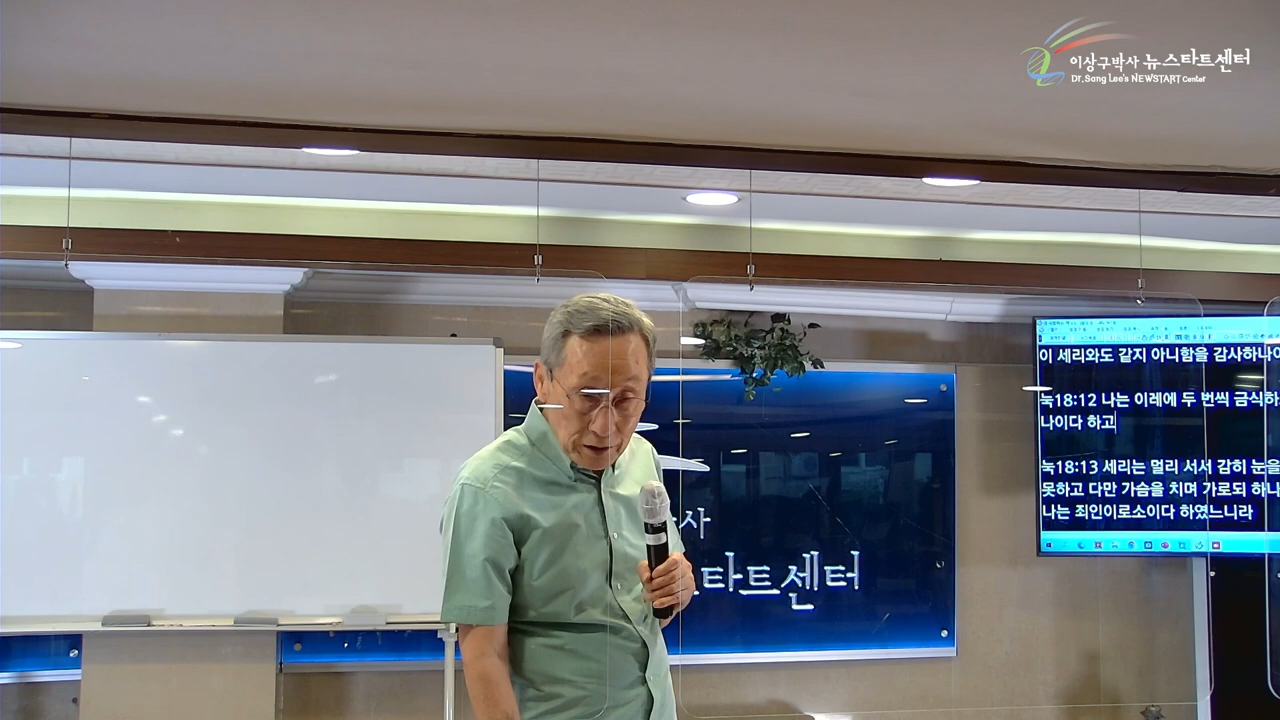 이상구박사 뉴스타트센터
Dr. Sang Lee's NEWSTART Center
이 세리와도 같지 아니함을 감사하나이
눅18:12 나는 이레에 두 번씩 금식하
나이다 하고
눅18:13 세리는 멀리 서서 감히 눈을
못하고 다만 가슴을 치며 가로되 하나
나는 죄인이로소이다 하였느니라
사
타트센터